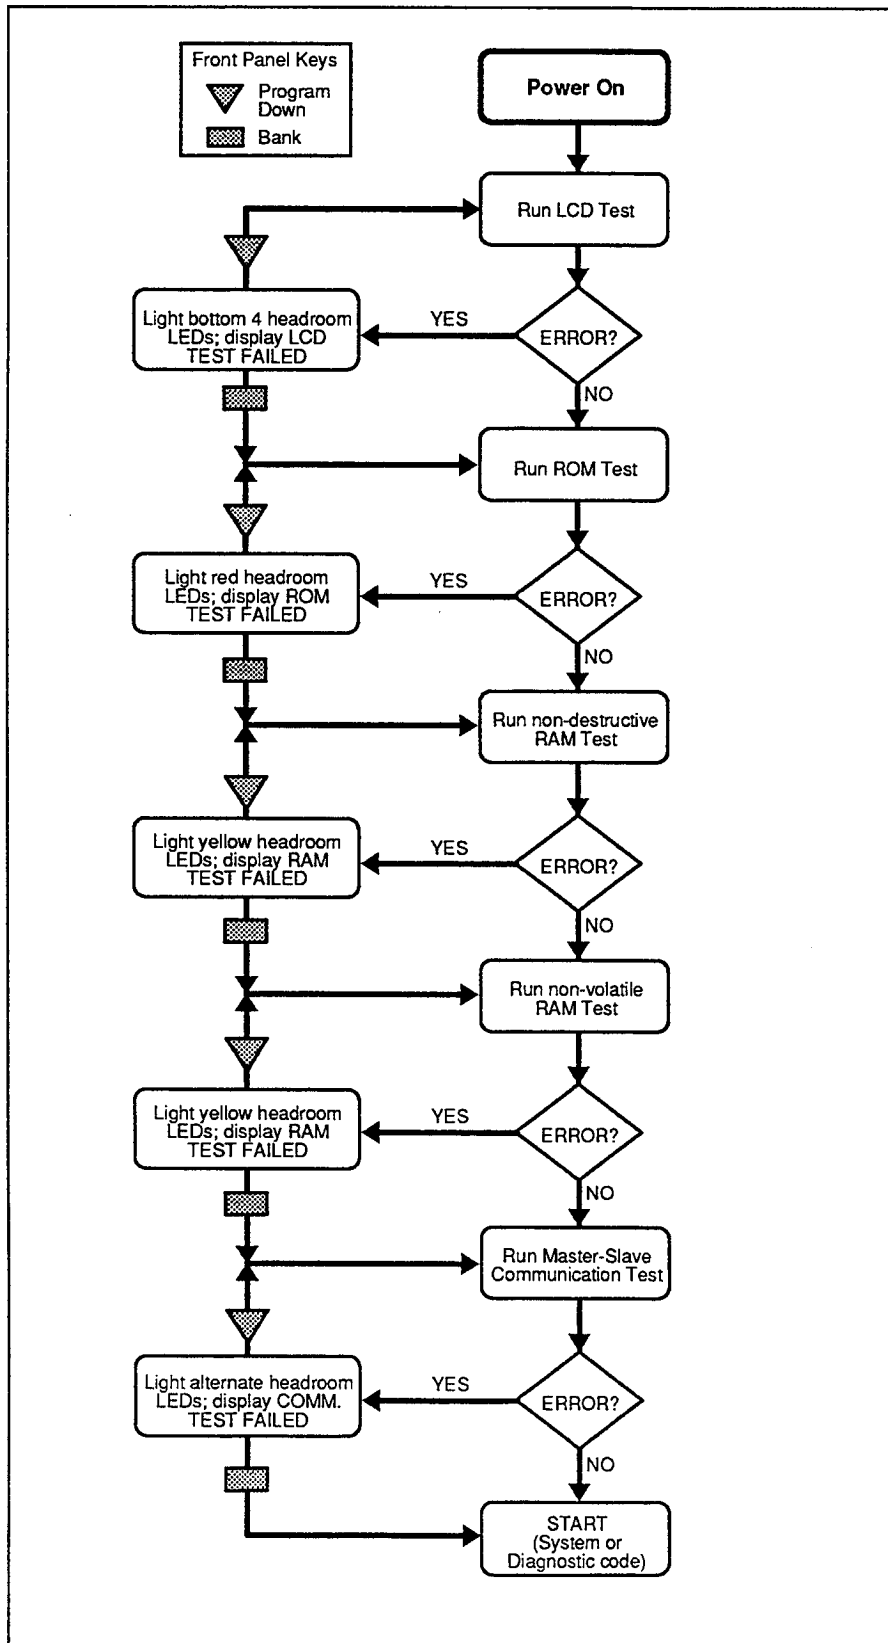 Front Panel Keys
Program
Down
Bank
Power On
Run LCD Test
ERROR?
YES
Light bottom 4 headroom
LEDs; display LCD
TEST FAILED
NO
Run ROM Test
ERROR?
YES
Light red headroom
LEDs; display ROM
TEST FAILED
NO
Run non-destructive
RAM Test
ERROR?
YES
Light yellow headroom
LEDs; display RAM
TEST FAILED
NO
Run non-volatile
RAM Test
ERROR?
YES
Light yellow headroom
LEDs; display RAM
TEST FAILED
NO
Run Master-Slave
Communication Test
ERROR?
YES
Light alternate headroom
LEDs; display COMM.
TEST FAILED
NO
START
(System or
Diagnostic code)